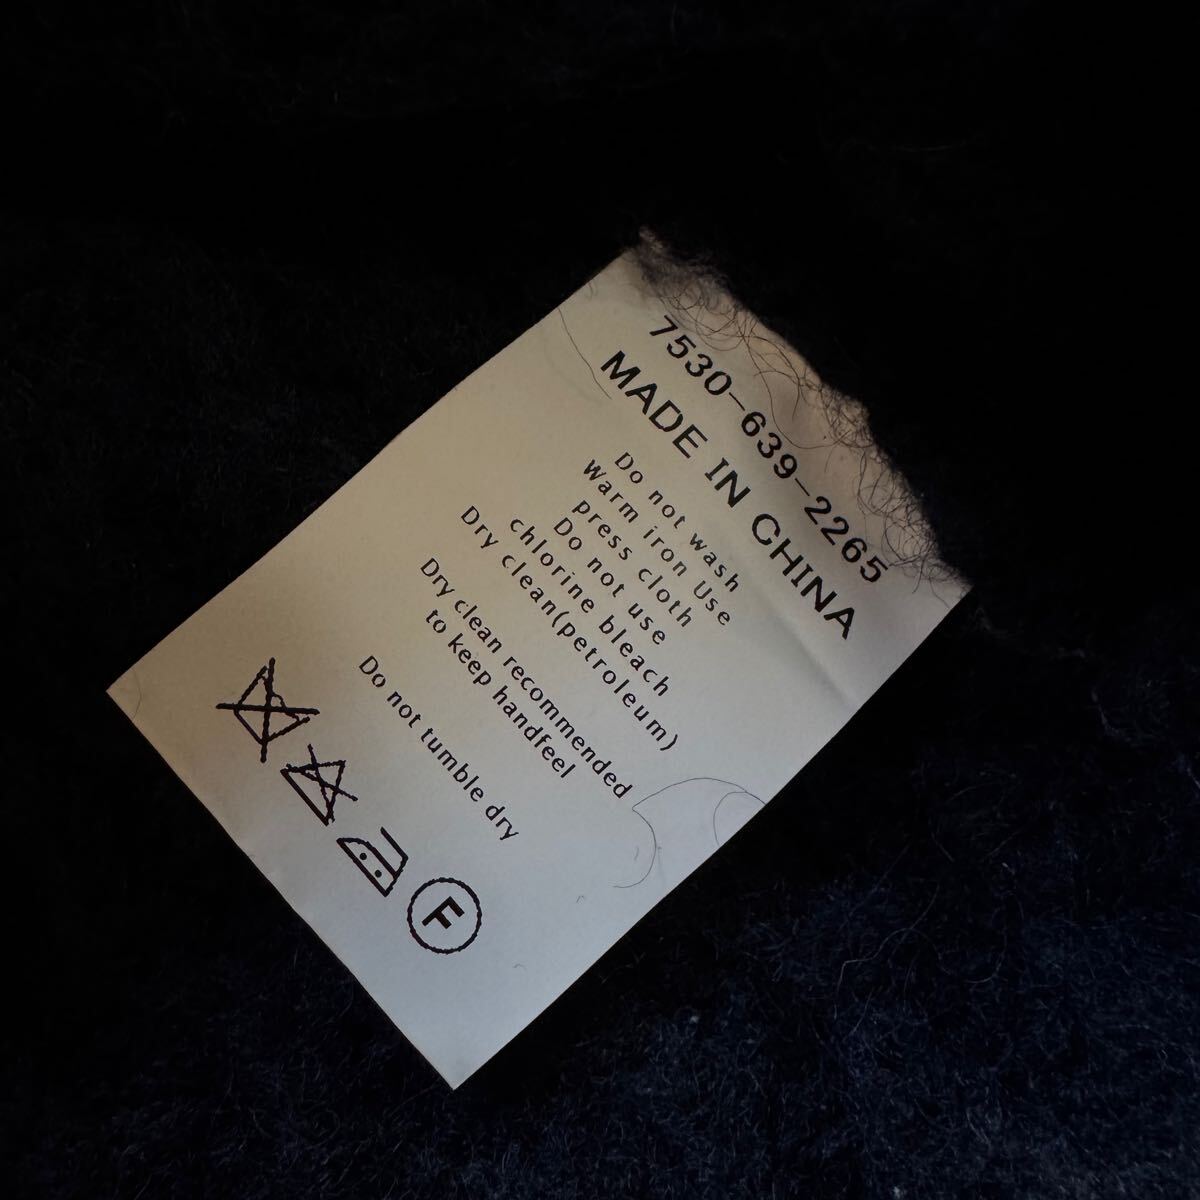 7530-639-2265
MADE IN CHINA
Do not wash
Warm iron Use
press cloth
Do not use
chlorine bleach
Dry clean(petroleum)
Dry clean recommended
to keep handfeel
Do not tumble dry
F